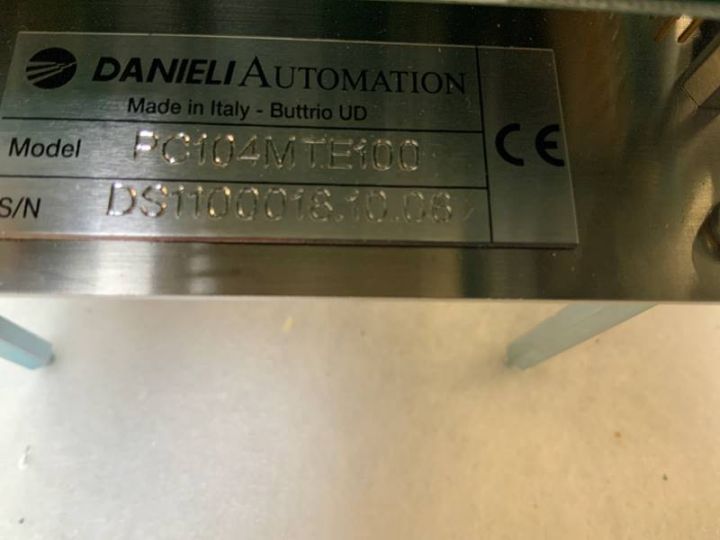 DANIELI AUTOMATION
Made in Italy - Buttrio UD
Model PC104MTE100
S/N DS1100018.10.06
CE